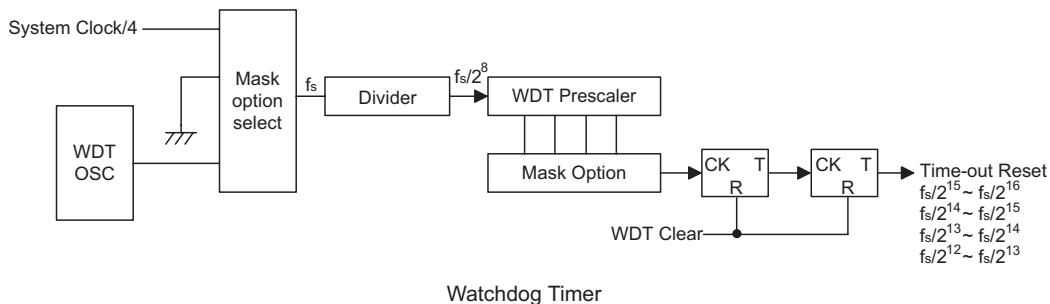 System Clock/4
Mask
option
select
fs
Divider
fs/2^8
WDT Prescaler
WDT
OSC
Mask Option
CK T
R
CK T
R
Time-out Reset
fs/2^15 ~ fs/2^16
fs/2^14 ~ fs/2^15
fs/2^13 ~ fs/2^14
fs/2^12 ~ fs/2^13
WDT Clear
Watchdog Timer